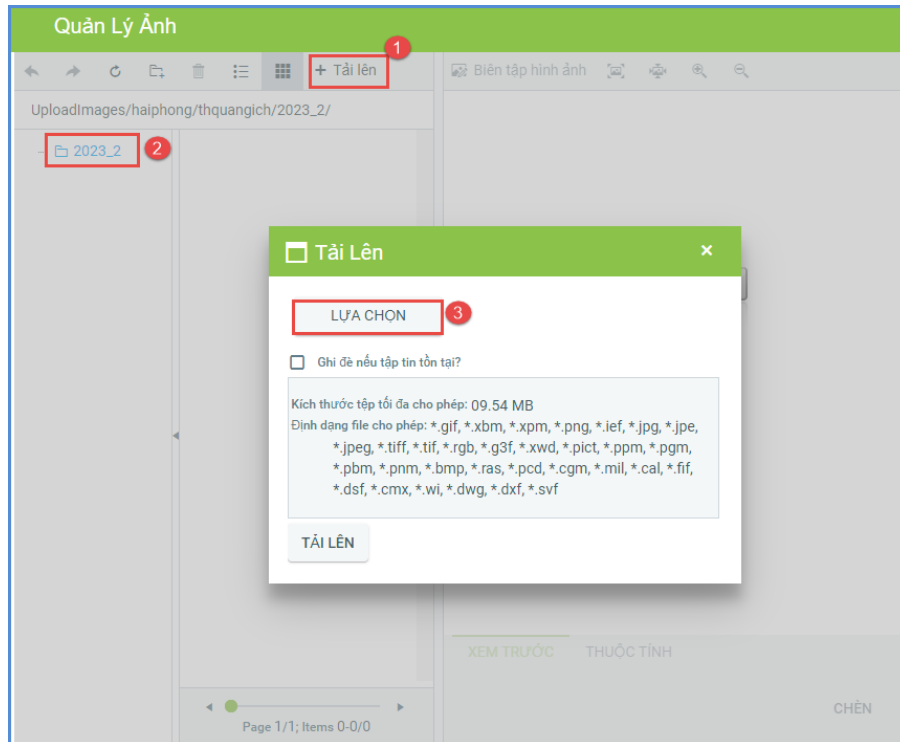 Quản Lý Ảnh
1
+ Tải lên
Biên tập hình ảnh
UploadImages/haiphong/thquangich/2023_2/
2023_2
2
Tải Lên
×
LỰA CHỌN
3
Ghi đè nếu tập tin tồn tại?
Kích thước tệp tối đa cho phép: 09.54 MB
Định dạng file cho phép: *.gif, *.xbm, *.xpm, *.png, *.ief, *.jpg, *.jpe,
*.jpeg, *.tiff, *.tif, *.rgb, *.g3f, *.xwd, *.pict, *.ppm, *.pgm,
*.pbm, *.pnm, *.bmp, *.ras, *.pcd, *.cgm, *.mil, *.cal, *.fif,
*.dsf, *.cmx, *.wi, *.dwg, *.dxf, *.svf
TẢI LÊN
XEM TRƯỚC THUỘC TÍNH
CHÈN
Page 1/1; Items 0-0/0